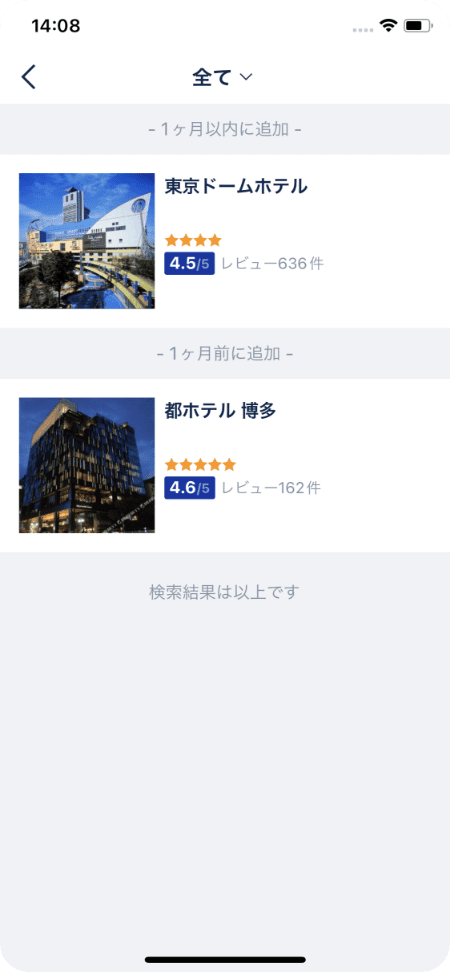 14:08
全て
- 1ヶ月以内に追加 -
東京ドームホテル
4.5/5 レビュー636件
- 1ヶ月前に追加 -
都ホテル 博多
4.6/5 レビュー162件
検索結果は以上です